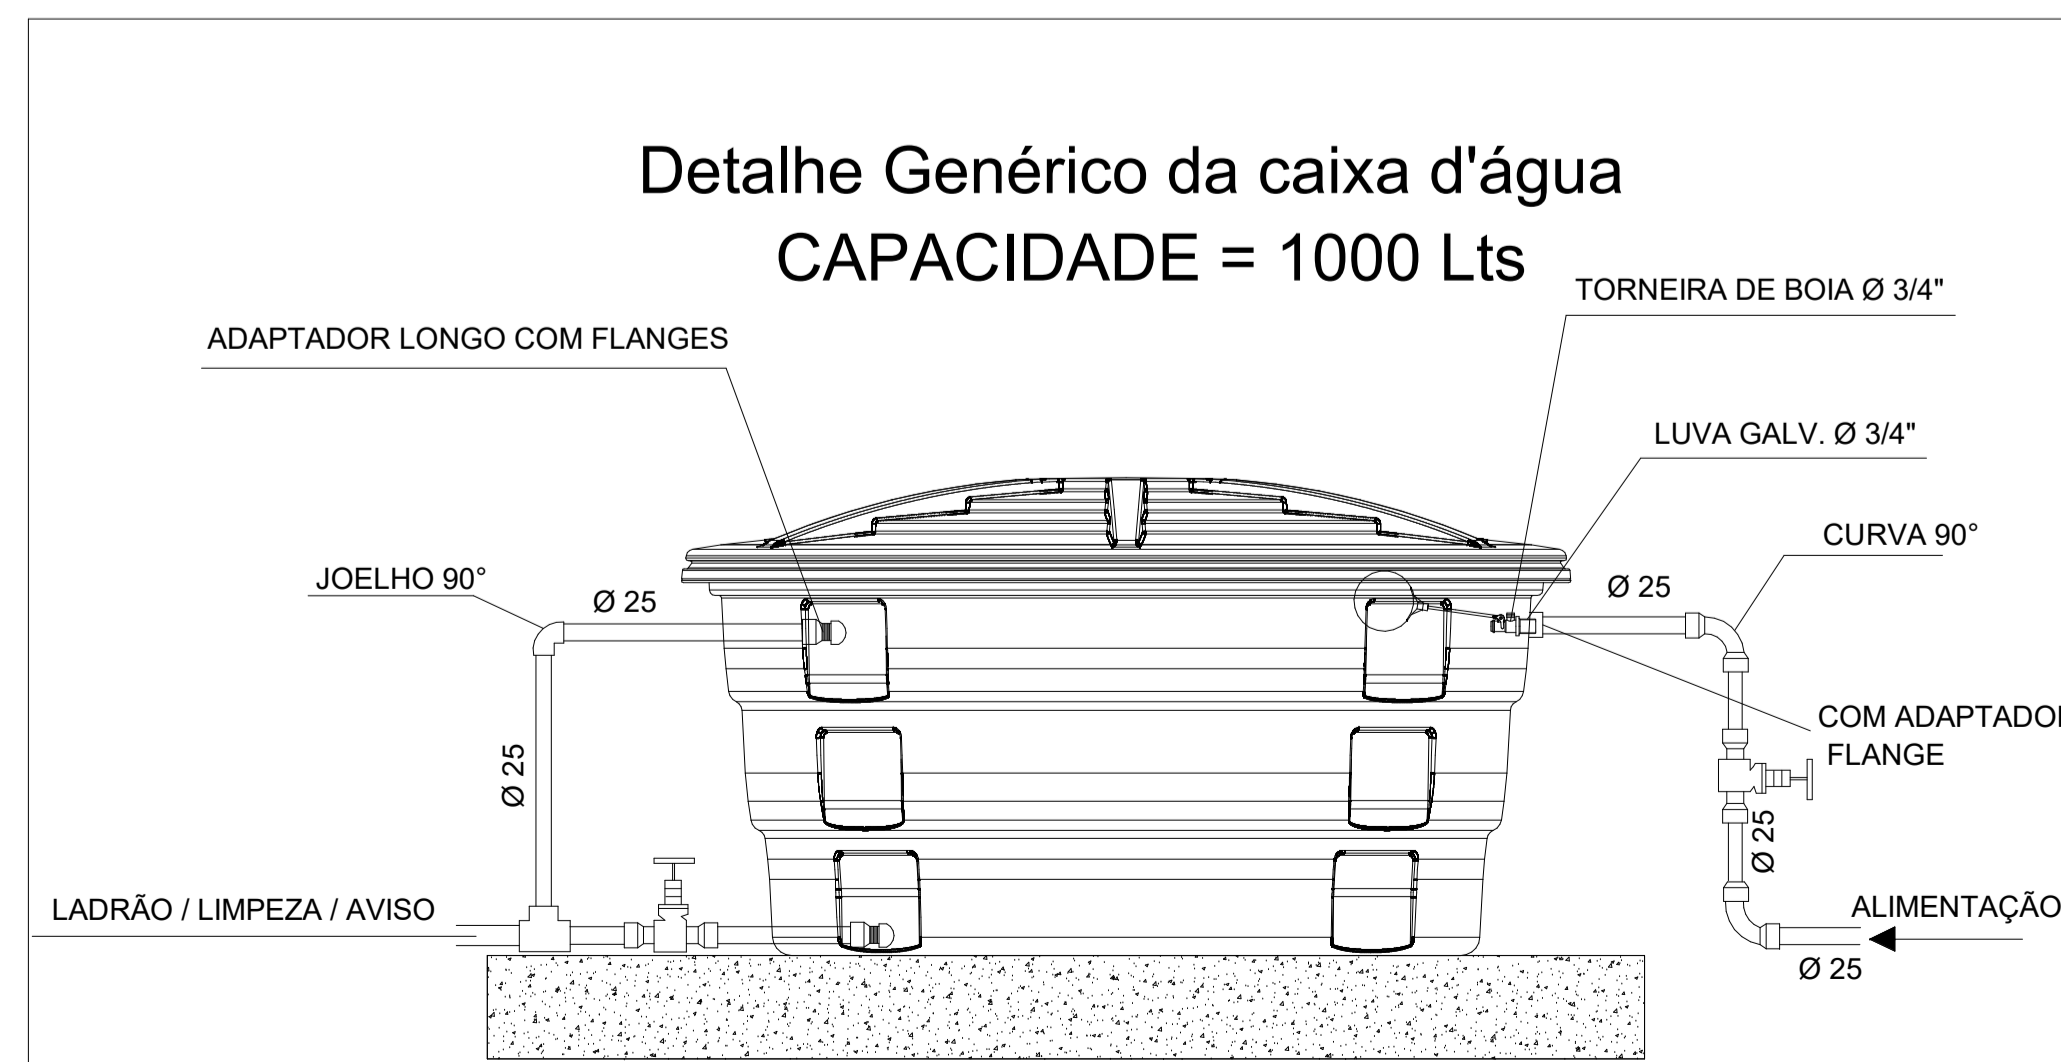 Detalhe Genérico da caixa d'água
CAPACIDADE = 1000 Lts
TORNEIRA DE BOIA Ø 3/4"
ADAPTADOR LONGO COM FLANGES
LUVA GALV. Ø 3/4"
CURVA 90°
JOELHO 90°
Ø 25
Ø 25
COM ADAPTADOR
FLANGE
Ø 25
Ø 25
LADRÃO / LIMPEZA / AVISO
ALIMENTAÇÃO
Ø 25